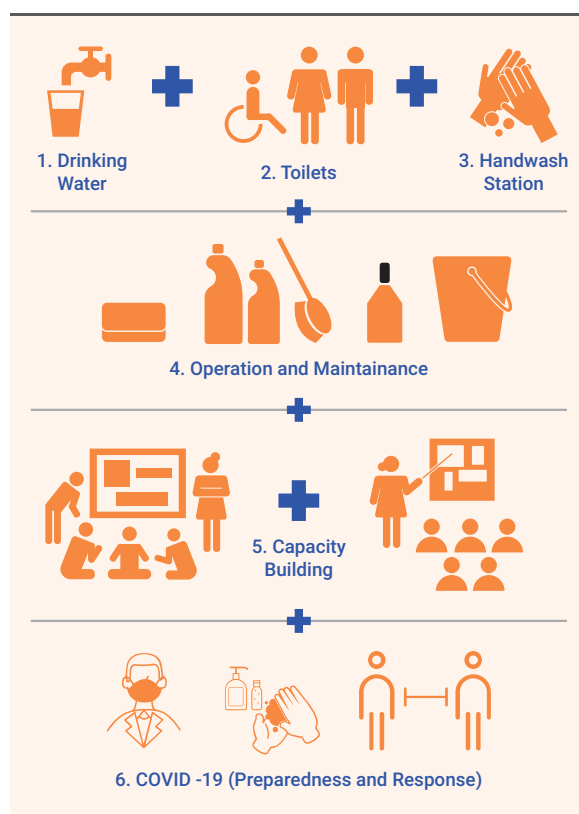 1. Drinking
Water
2. Toilets
3. Handwash
Station
4. Operation and Maintainance
5. Capacity
Building
6. COVID -19 (Preparedness and Response)